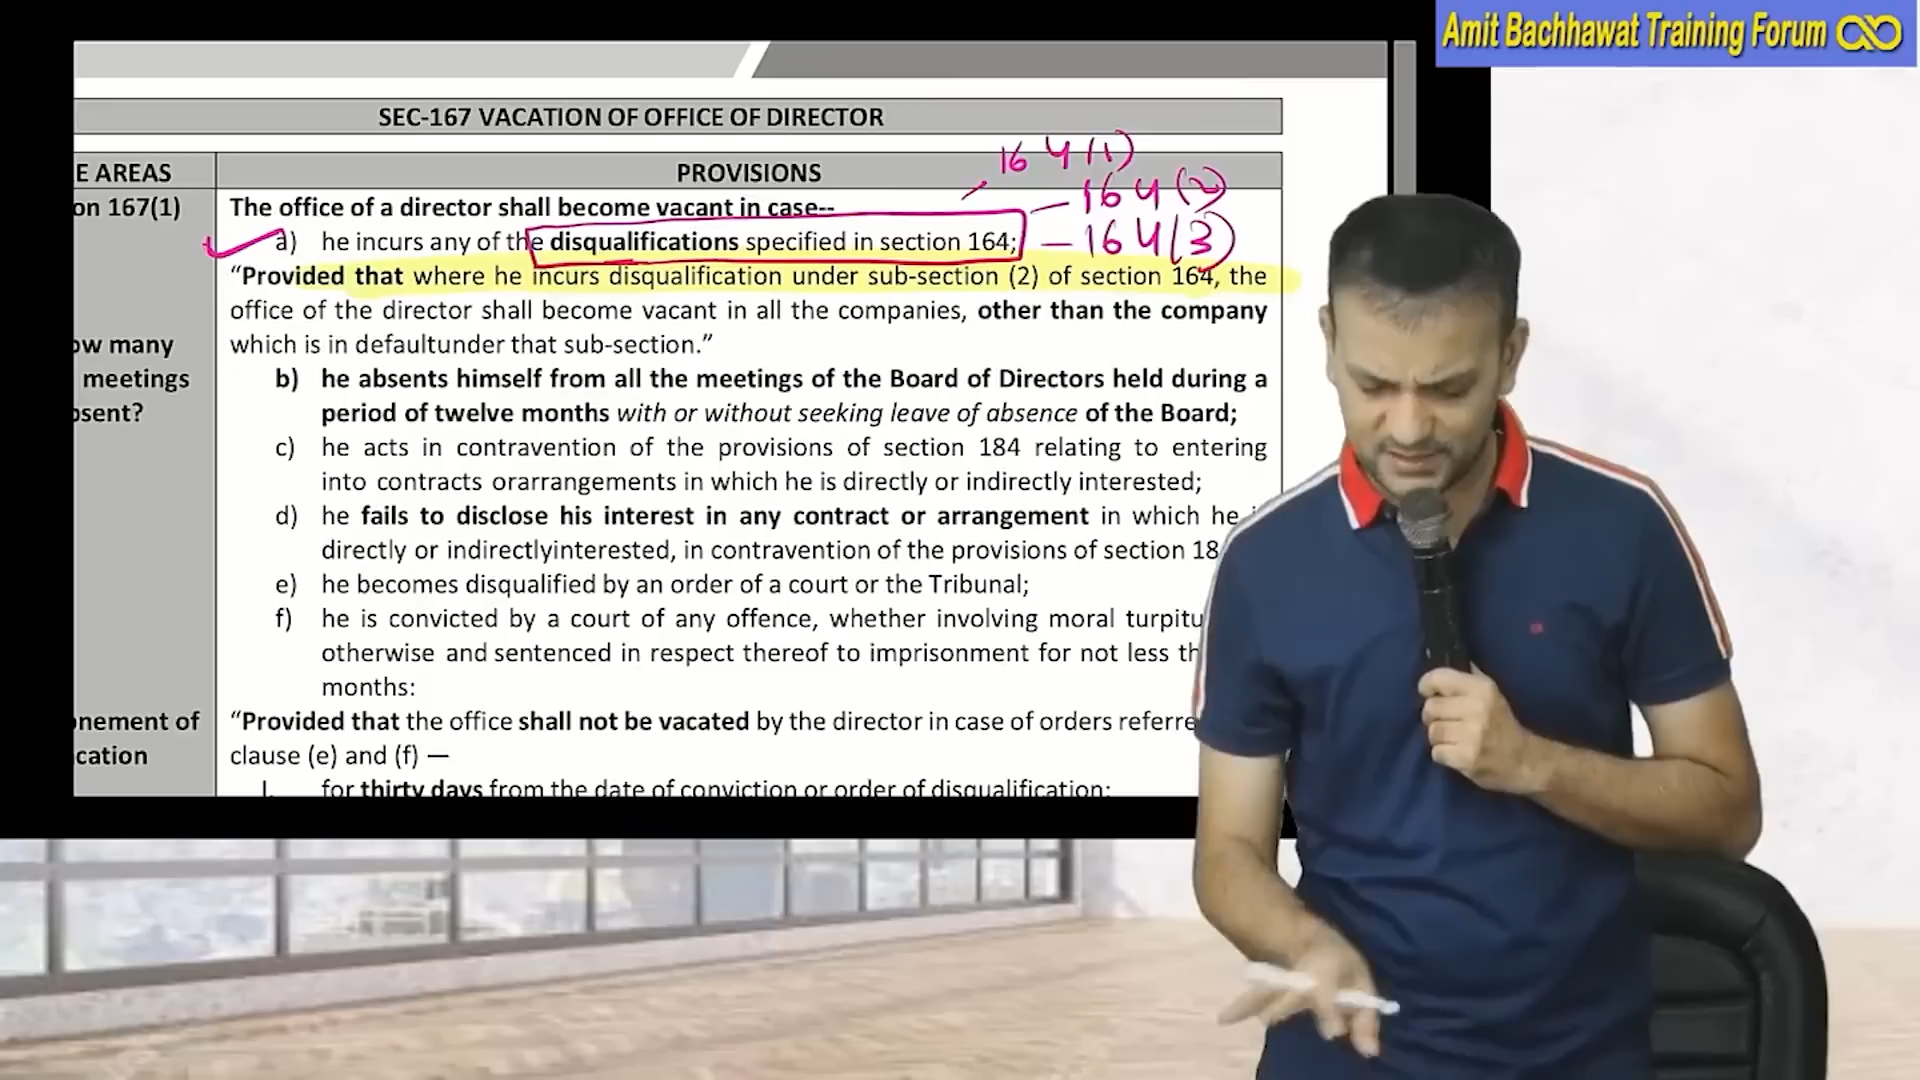 Amit Bachhawat Training Forum
SEC-167 VACATION OF OFFICE OF DIRECTOR
E AREAS
PROVISIONS
164(1)
164(2)
164(3)
on 167(1)
The office of a director shall become vacant in case--
a) he incurs any of the disqualifications specified in section 164;
“Provided that where he incurs disqualification under sub-section (2) of section 164, the
office of the director shall become vacant in all the companies, other than the company
ow many
which is in defaultunder that sub-section.”
meetings
b) he absents himself from all the meetings of the Board of Directors held during a
bsent?
period of twelve months with or without seeking leave of absence of the Board;
c) he acts in contravention of the provisions of section 184 relating to entering
into contracts orarrangements in which he is directly or indirectly interested;
d) he fails to disclose his interest in any contract or arrangement in which he
directly or indirectlyinterested, in contravention of the provisions of section 18
e) he becomes disqualified by an order of a court or the Tribunal;
f) he is convicted by a court of any offence, whether involving moral turpitu
otherwise and sentenced in respect thereof to imprisonment for not less th
months:
nement of
“Provided that the office shall not be vacated by the director in case of orders referre
cation
clause (e) and (f) —
I. for thirty days from the date of conviction or order of disqualification;